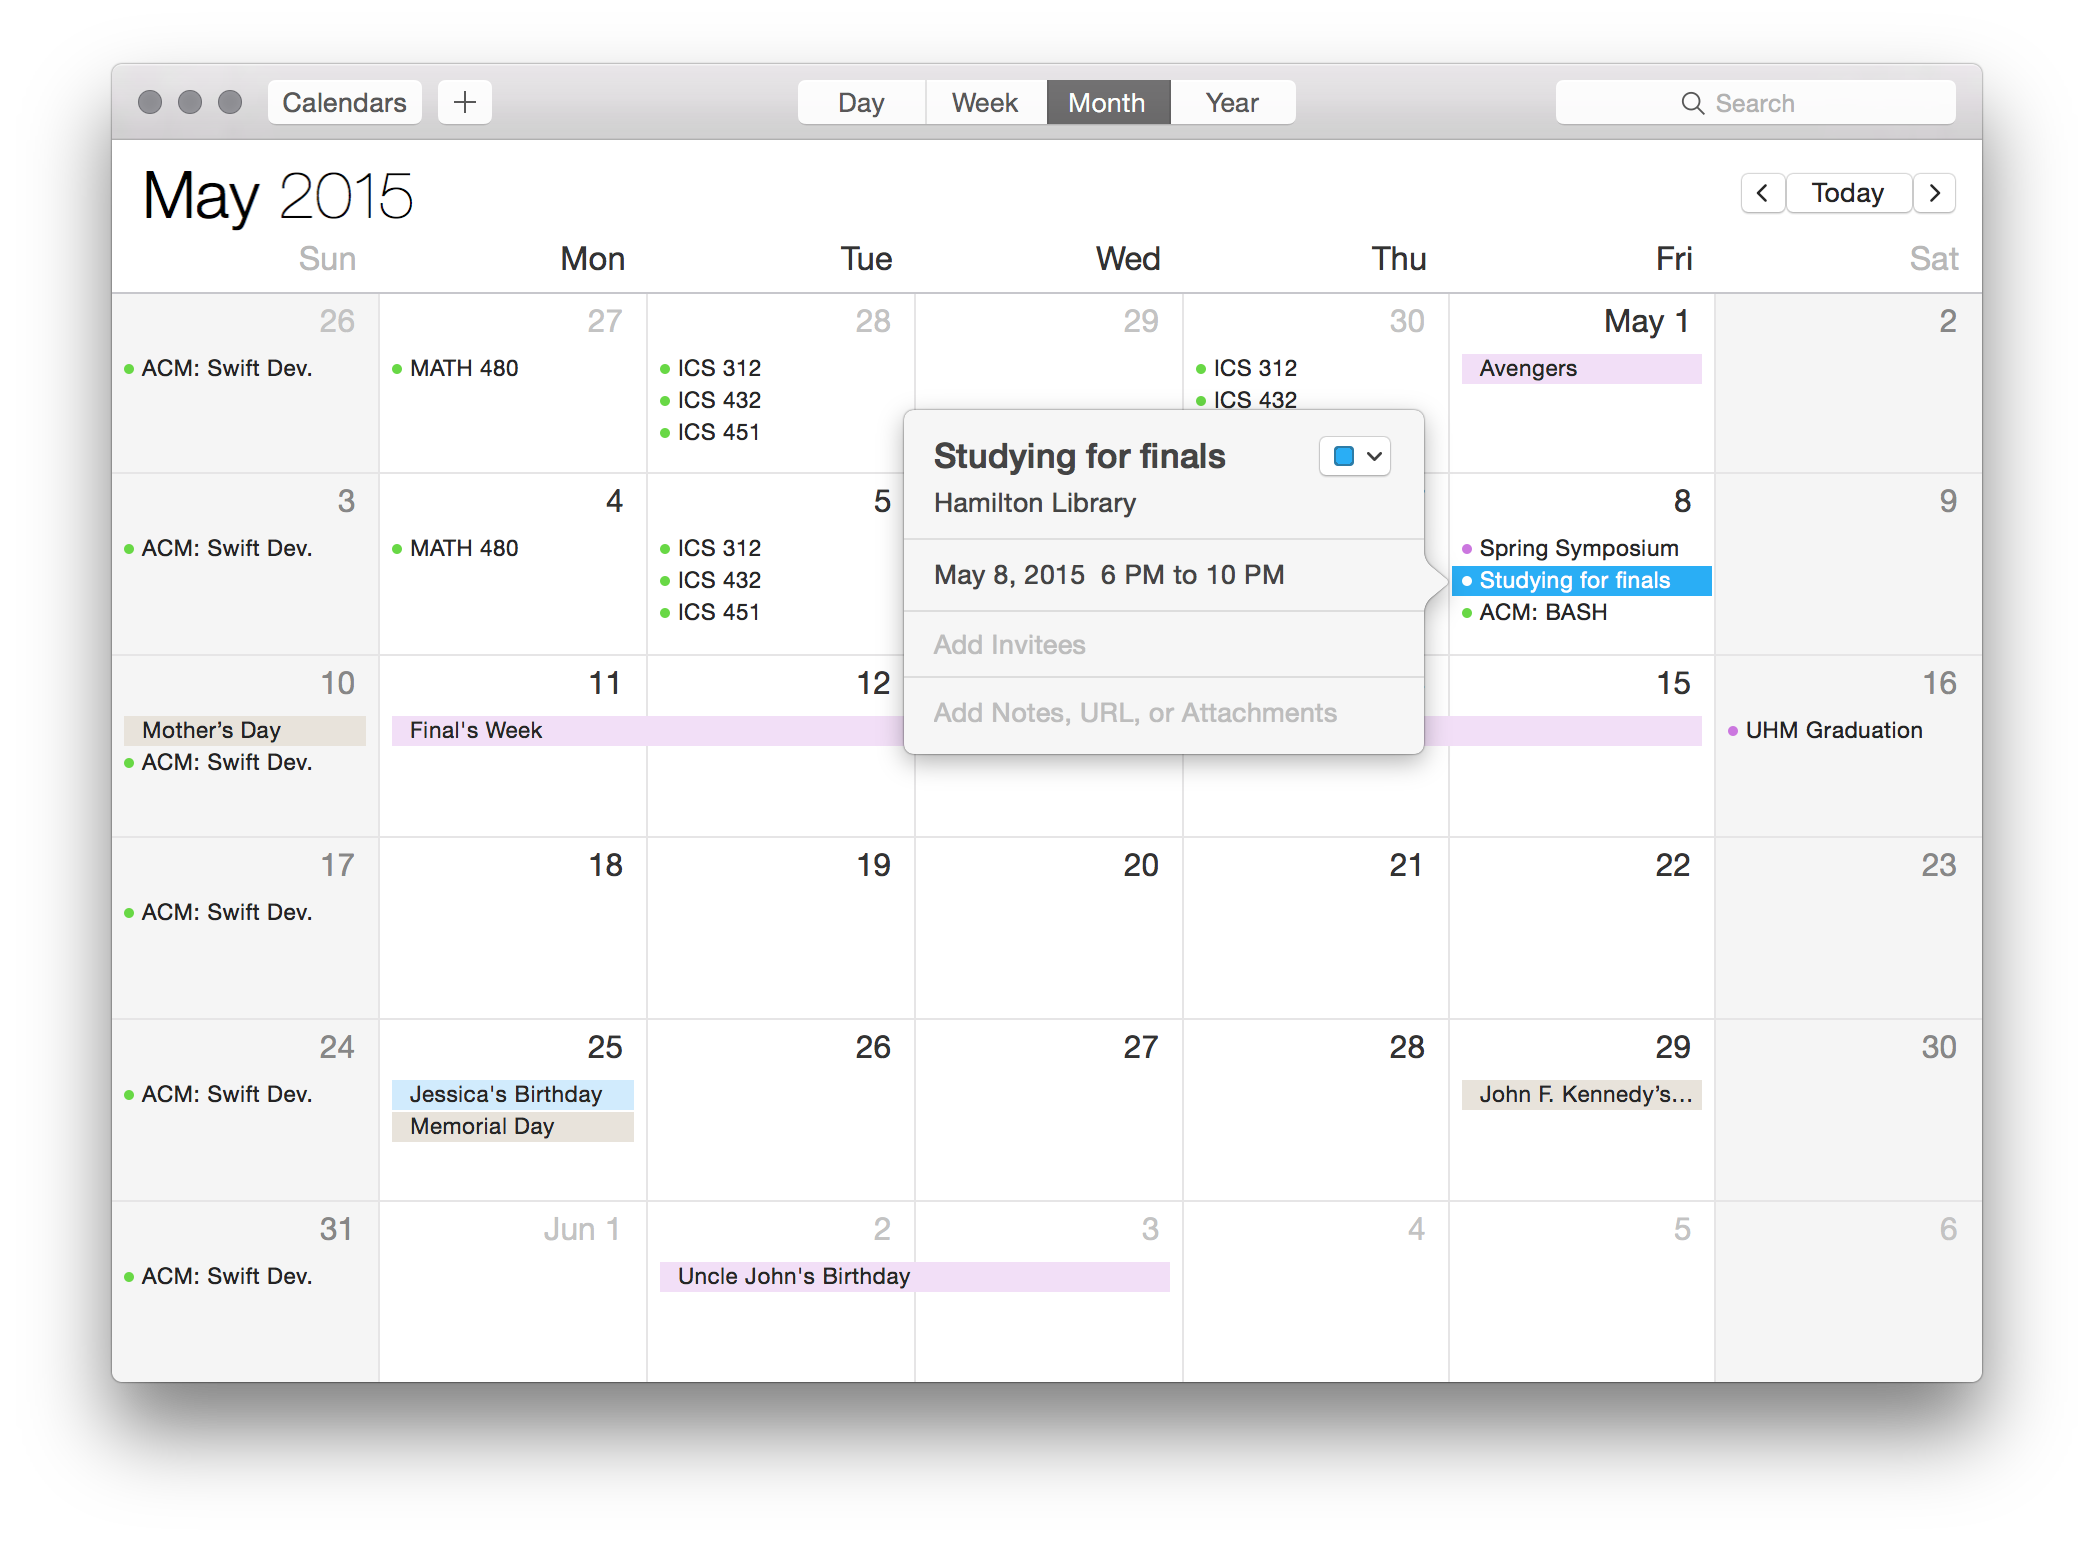 Calendars + Day Week Month Year Search
May 2015
< Today >
Sun Mon Tue Wed Thu Fri Sat
26 27 28 29 30 May 1 2
ACM: Swift Dev. MATH 480 ICS 312 ICS 312 Avengers
ICS 432 ICS 432
ICS 451
Studying for finals
Hamilton Library
May 8, 2015 6 PM to 10 PM
Add Invitees
Add Notes, URL, or Attachments
3 4 5 8 9
ACM: Swift Dev. MATH 480 ICS 312 Spring Symposium
ICS 432 Studying for finals
ICS 451 ACM: BASH
10 11 12 15 16
Mother’s Day Final's Week UHM Graduation
ACM: Swift Dev.
17 18 19 20 21 22 23
ACM: Swift Dev.
24 25 26 27 28 29 30
ACM: Swift Dev. Jessica's Birthday John F. Kennedy’s...
Memorial Day
31 Jun 1 2 3 4 5 6
ACM: Swift Dev. Uncle John's Birthday